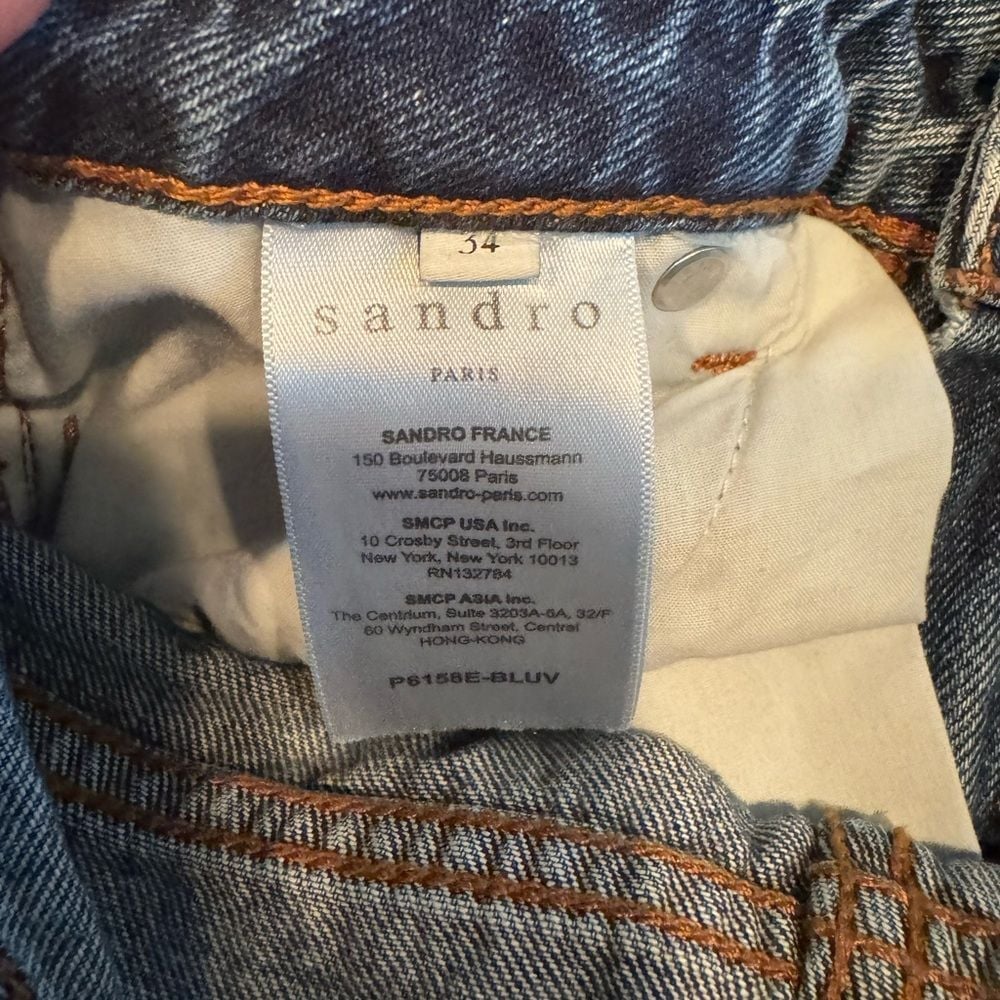 34
sandro
PARIS
SANDRO FRANCE
150 Boulevard Haussmann
75008 Paris
www.sandro-paris.com
SMCP USA Inc.
10 Crosby Street, 3rd Floor
New York, New York 10013
RN132784
SMCP ASIA Inc.
The Centrium, Suite 3203A-5A, 32/F
60 Wyndham Street, Central
HONG-KONG
P6158E-BLUV